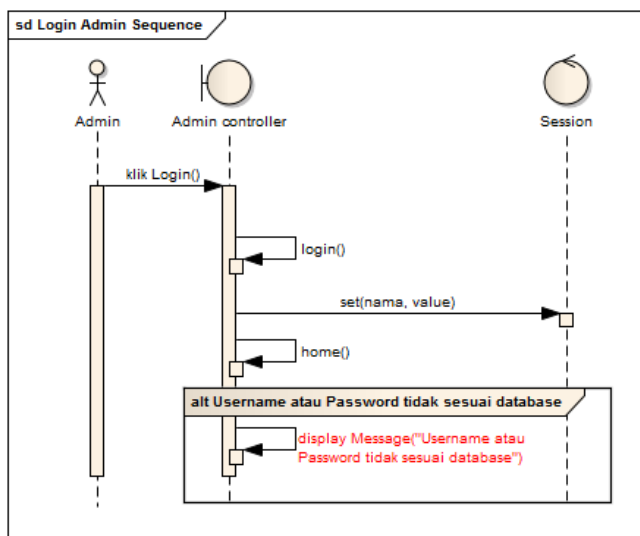 sd Login Admin Sequence
Admin
Admin controller
Session
klik Login()
login()
set(nama, value)
home()
alt Username atau Password tidak sesuai database
display Message("Username atau
Password tidak sesuai database")